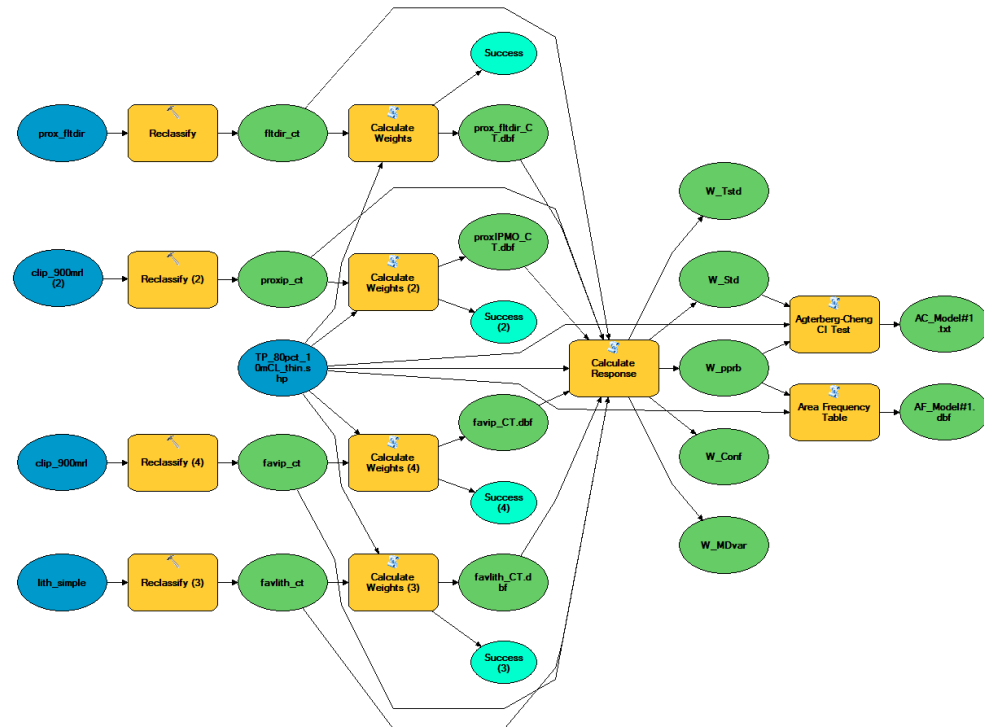 Success
prox_fltdir
Reclassify
fltdir_ct
Calculate
Weights
prox_fltdir_C
T.dbf
W_Tstd
clip_900mrl
(2)
Reclassify (2)
proxip_ct
Calculate
Weights (2)
proxIPMO_C
T.dbf
W_Std
Success
(2)
Agterberg-Cheng
CI Test
AC_Model#1
.txt
TP_80pct_1
0mCL_thin.s
hp
Calculate
Response
W_pprb
Area Frequency
Table
AF_Model#1.
dbf
favip_CT.dbf
clip_900mrl
Reclassify (4)
favip_ct
Calculate
Weights (4)
W_Conf
Success
(4)
W_MDvar
lith_simple
Reclassify (3)
favlith_ct
Calculate
Weights (3)
favlith_CT.d
bf
Success
(3)